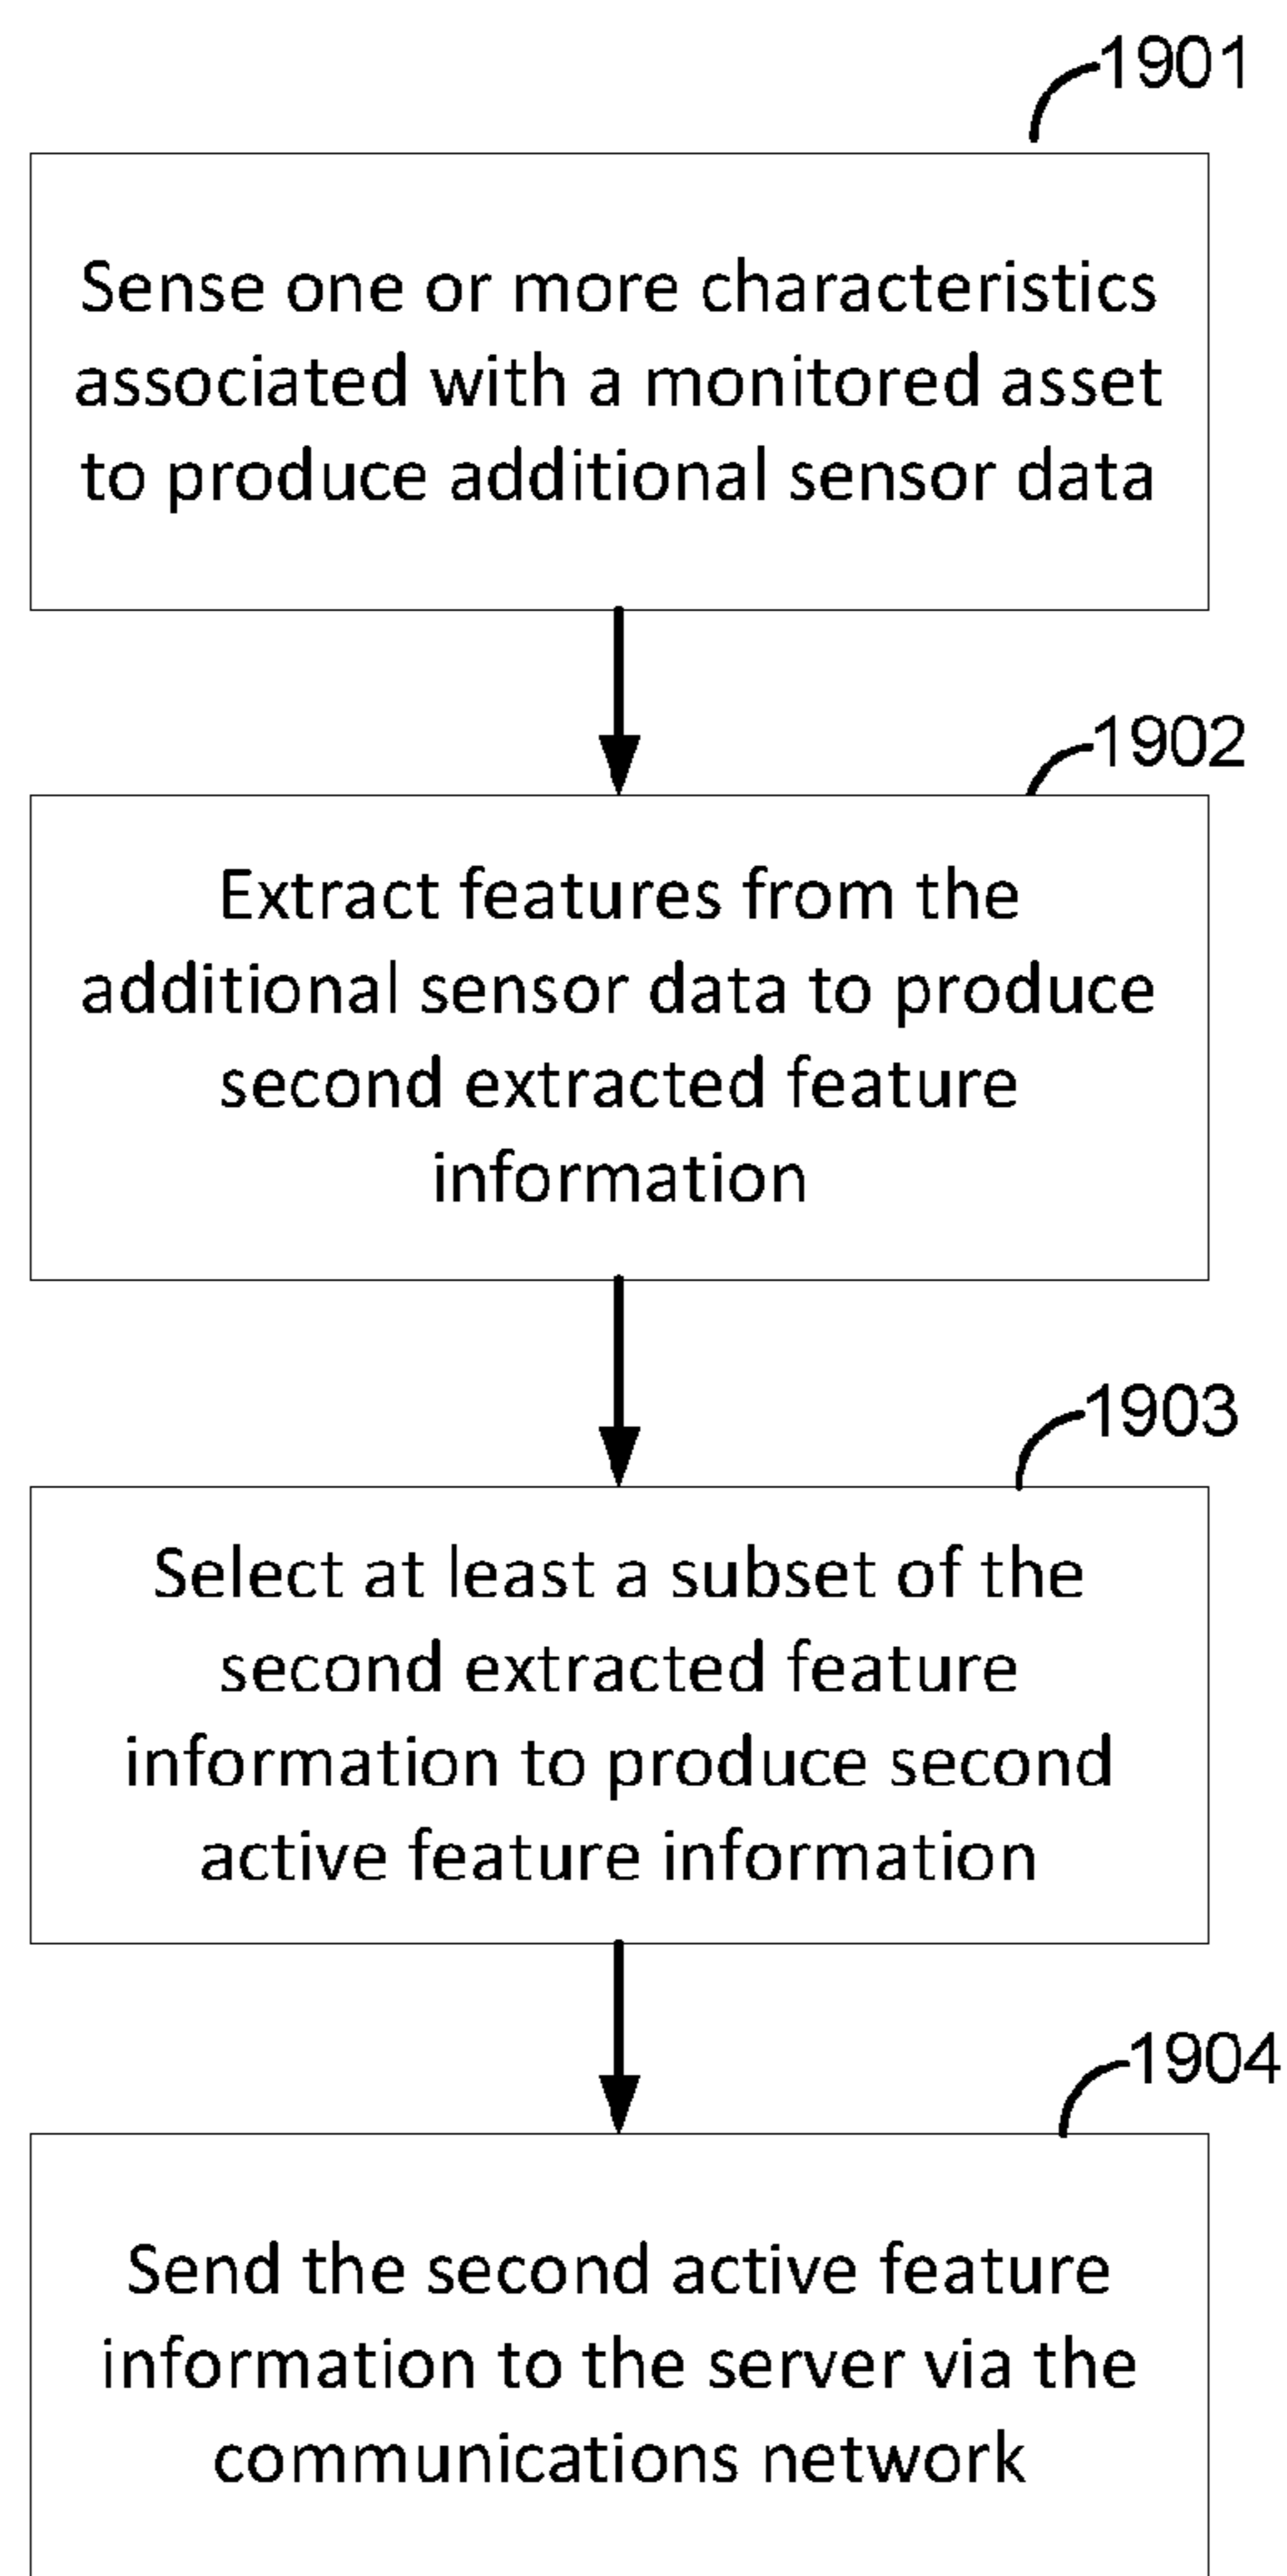 1901
Sense one or more characteristics
associated with a monitored asset
to produce additional sensor data
1902
Extract features from the
additional sensor data to produce
second extracted feature
information
1903
Select at least a subset of the
second extracted feature
information to produce second
active feature information
1904
Send the second active feature
information to the server via the
communications network